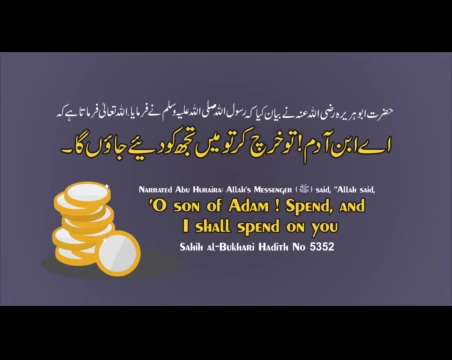 حضرت ابو ہریرہ رضی اللہ عنہ نے بیان کیا کہ رسول اللہ صلی اللہ علیہ وسلم نے فرمایا، اللہ تعالیٰ فرماتا ہے کہ
اے ابن آدم! تو خرچ کر تو میں تجھ کو دیئے جاؤں گا۔
Narrated Abu Huraira: Allah's Messenger (ﷺ) said, "Allah said,
'O son of Adam ! Spend, and
I shall spend on you
Sahih al-Bukhari Hadith No 5352